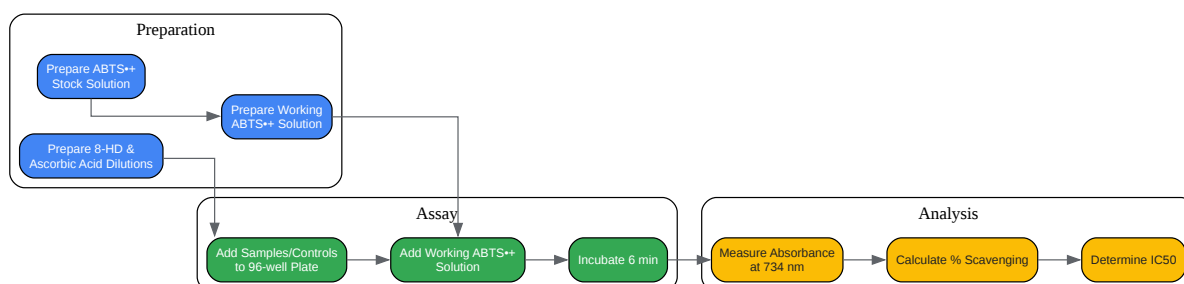 Preparation
Prepare ABTS•+
Stock Solution
Prepare Working
ABTS•+ Solution
Prepare 8-HD &
Ascorbic Acid Dilutions
Assay
Add Samples/Controls
to 96-well Plate
Add Working ABTS•+
Solution
Incubate 6 min
Analysis
Measure Absorbance
at 734 nm
Calculate % Scavenging
Determine IC50